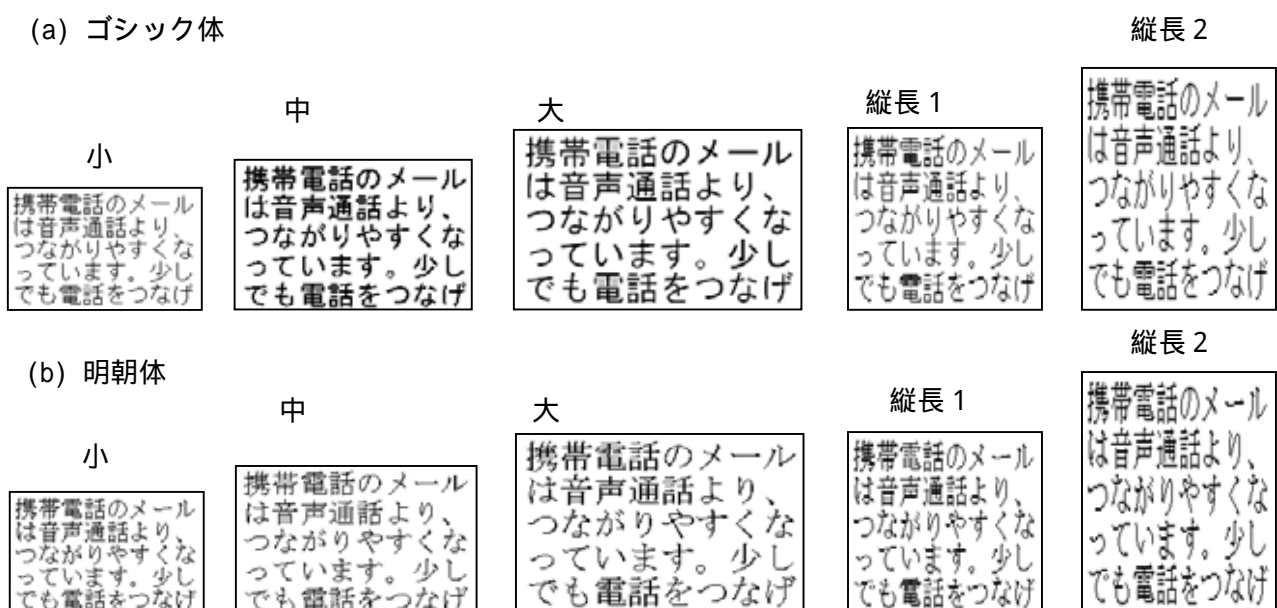 (a) ゴシック体
小
携帯電話のメール
は音声通話より、
つながりやすくな
っています。少し
でも電話をつなげ
中
携帯電話のメール
は音声通話より、
つながりやすくな
っています。少し
でも電話をつなげ
大
携帯電話のメール
は音声通話より、
つながりやすくな
っています。少し
でも電話をつなげ
縦長 1
携帯電話のメール
は音声通話より、
つながりやすくな
っています。少し
でも電話をつなげ
縦長 2
携帯電話のメール
は音声通話より、
つながりやすくな
っています。少し
でも電話をつなげ
(b) 明朝体
小
携帯電話のメール
は音声通話より、
つながりやすくな
っています。少し
でも電話をつなげ
中
携帯電話のメール
は音声通話より、
つながりやすくな
っています。少し
でも電話をつなげ
大
携帯電話のメール
は音声通話より、
つながりやすくな
っています。少し
でも電話をつなげ
縦長 1
携帯電話のメール
は音声通話より、
つながりやすくな
っています。少し
でも電話をつなげ
縦長 2
携帯電話のメール
は音声通話より、
つながりやすくな
っています。少し
でも電話をつなげ